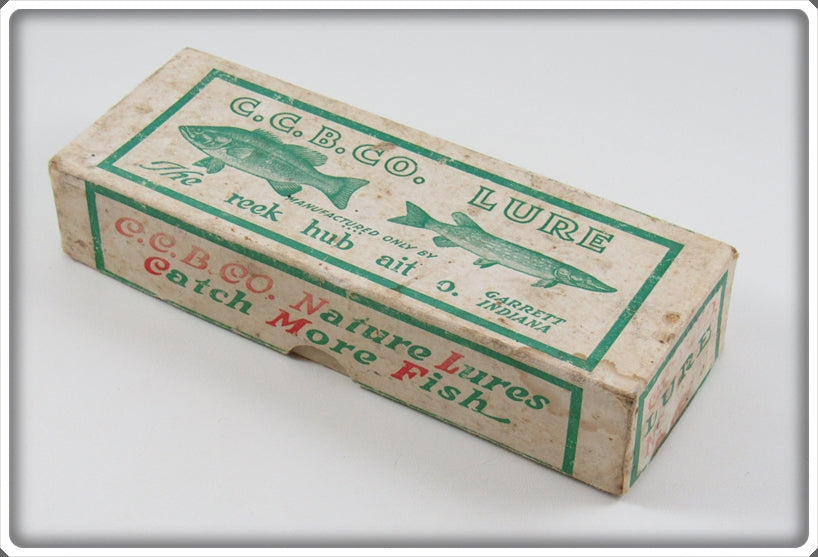 C.C.B.CO. LURE
MANUFACTURED ONLY BY
The reek hub ait o.
GARRETT
INDIANA
C.C.B.CO. Nature Lures
Catch More Fish
LURE